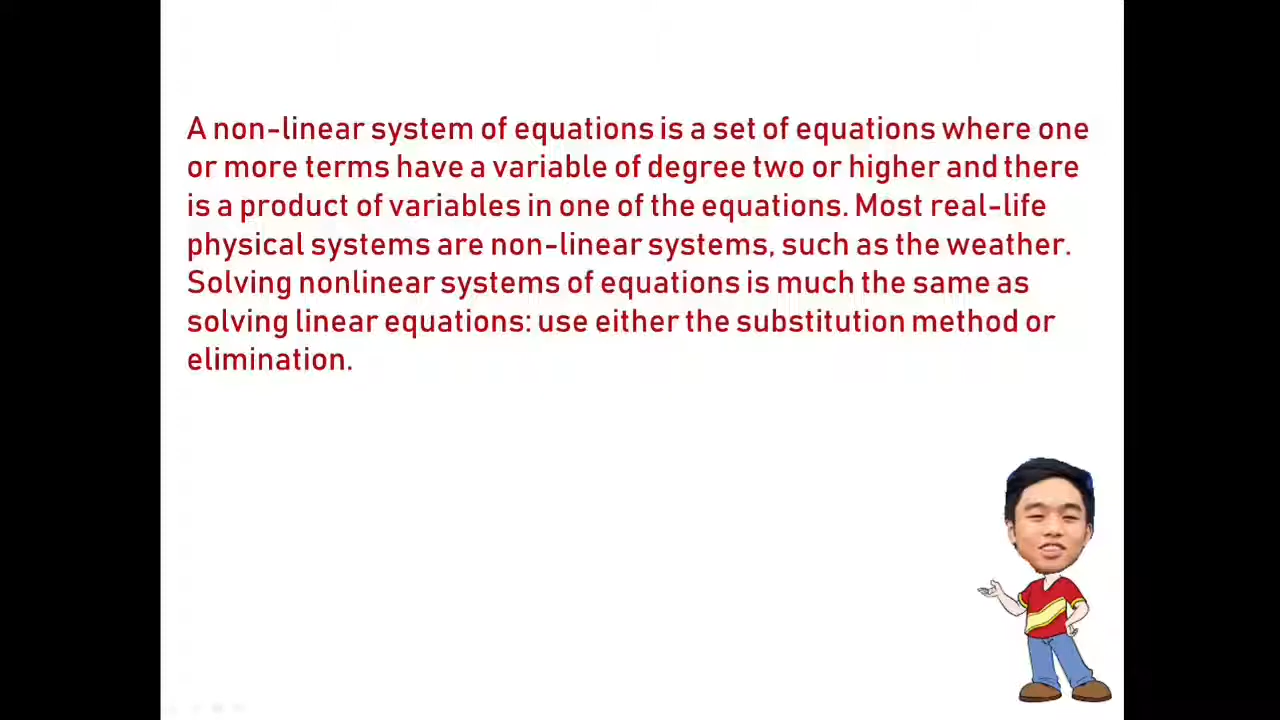 A non-linear system of equations is a set of equations where one
or more terms have a variable of degree two or higher and there
is a product of variables in one of the equations. Most real-life
physical systems are non-linear systems, such as the weather.
Solving nonlinear systems of equations is much the same as
solving linear equations: use either the substitution method or
elimination.